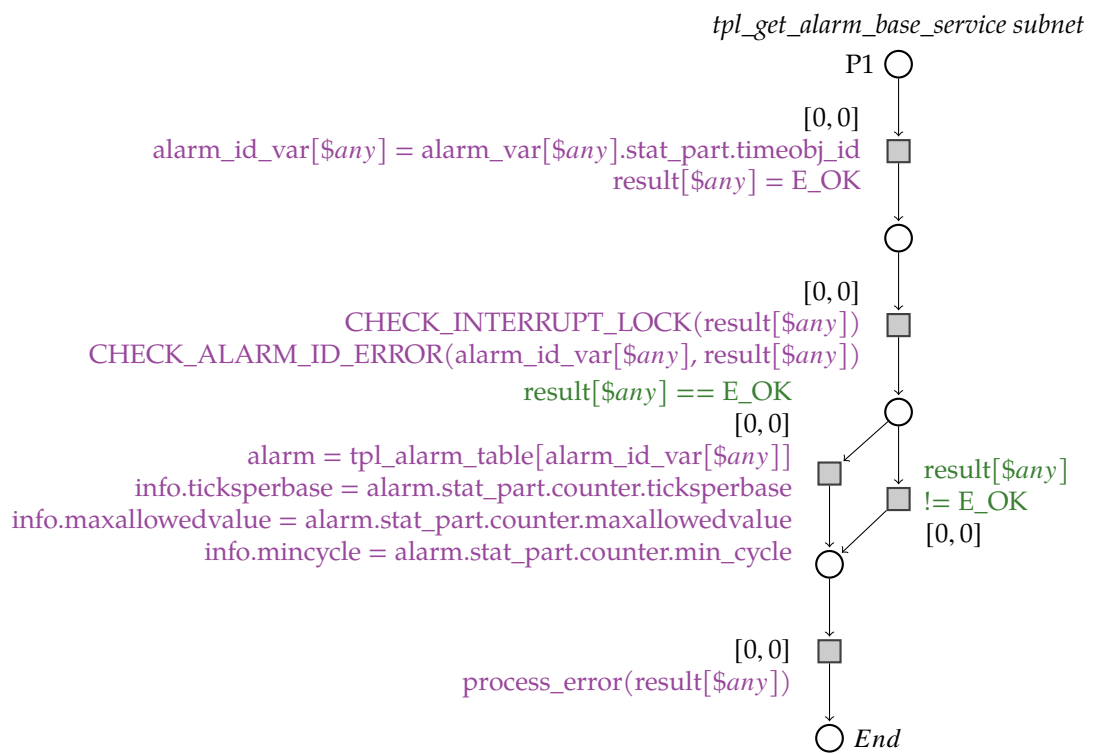 tpl_get_alarm_base_service subnet
P1
[0, 0]
alarm_id_var[$any] = alarm_var[$any].stat_part.timeobj_id
result[$any] = E_OK
[0, 0]
CHECK_INTERRUPT_LOCK(result[$any])
CHECK_ALARM_ID_ERROR(alarm_id_var[$any], result[$any])
result[$any] == E_OK
[0, 0]
alarm = tpl_alarm_table[alarm_id_var[$any]]
info.ticksperbase = alarm.stat_part.counter.ticksperbase
info.maxallowedvalue = alarm.stat_part.counter.maxallowedvalue
info.mincycle = alarm.stat_part.counter.min_cycle
result[$any]
!= E_OK
[0, 0]
[0, 0]
process_error(result[$any])
End